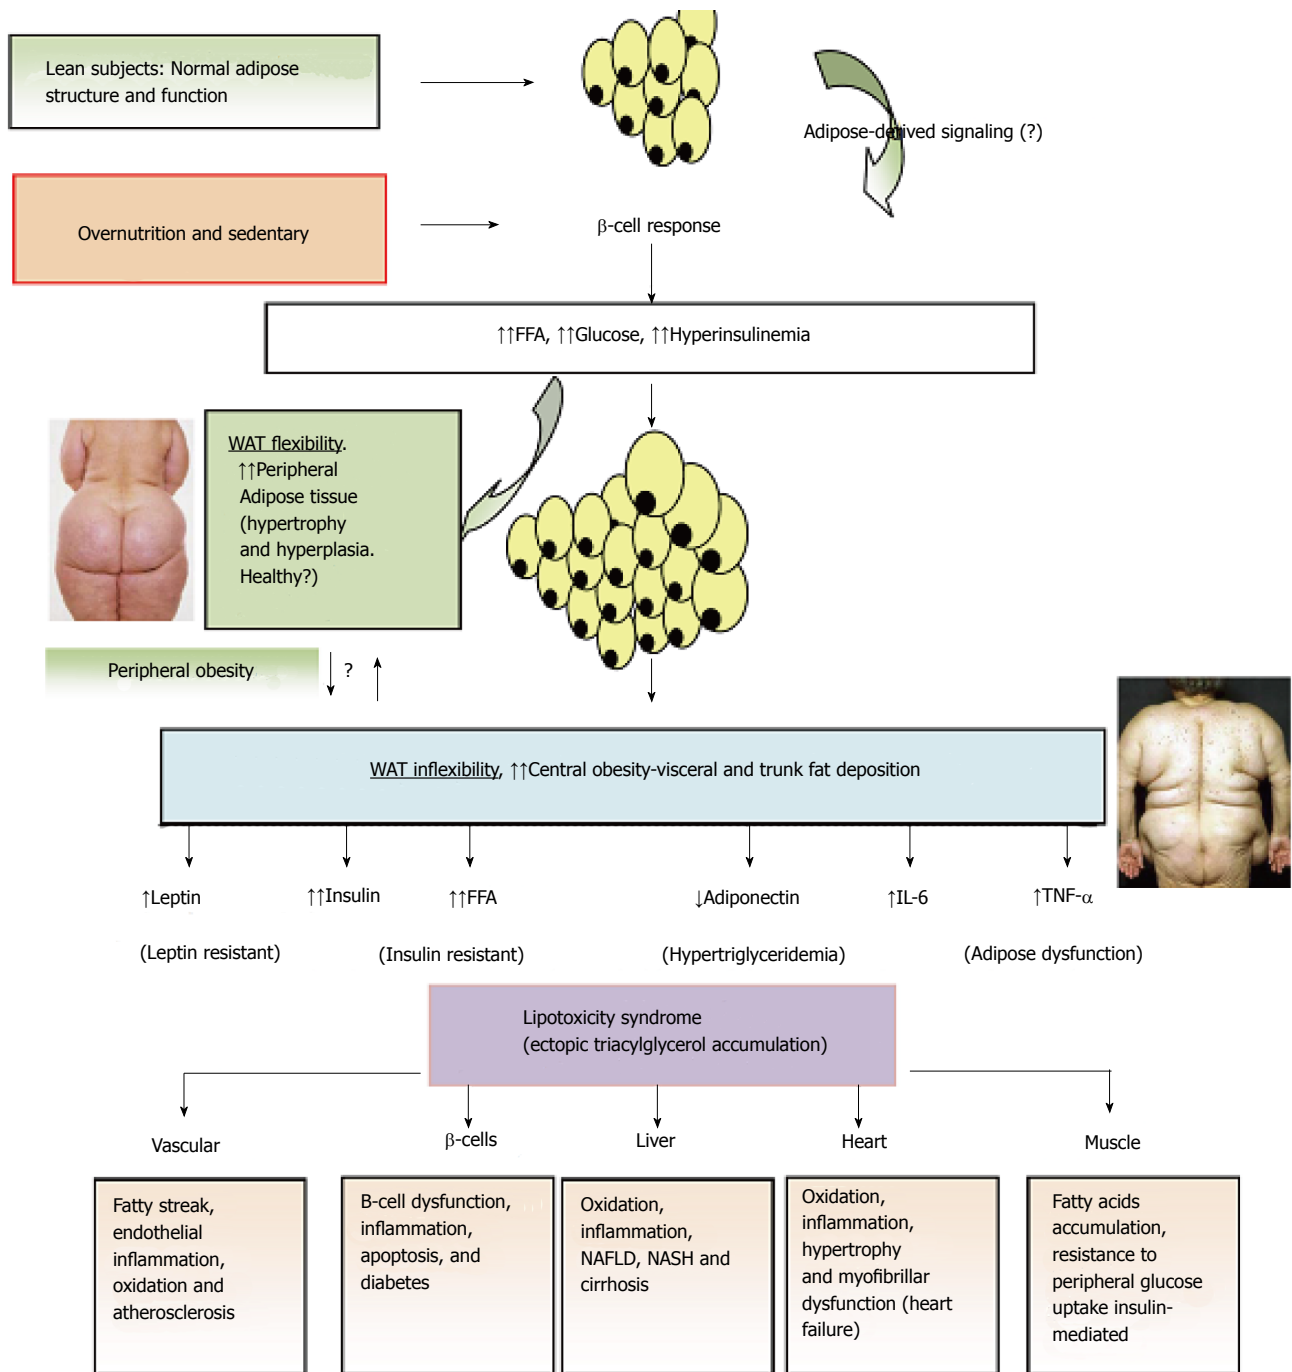 Lean subjects: Normal adipose
structure and function
Adipose-derived signaling (?)
Overnutrition and sedentary
β-cell response
↑↑FFA, ↑↑Glucose, ↑↑Hyperinsulinemia
WAT flexibility.
↑↑Peripheral
Adipose tissue
(hypertrophy
and hyperplasia.
Healthy?)
Peripheral obesity
?
WAT inflexibility, ↑↑Central obesity-visceral and trunk fat deposition
↑Leptin
↑↑Insulin
↑↑FFA
↓Adiponectin
↑IL-6
↑TNF-α
(Leptin resistant)
(Insulin resistant)
(Hypertriglyceridemia)
(Adipose dysfunction)
Lipotoxicity syndrome
(ectopic triacylglycerol accumulation)
Vascular
β-cells
Liver
Heart
Muscle
Fatty streak,
endothelial
inflammation,
oxidation and
atherosclerosis
B-cell dysfunction,
inflammation,
apoptosis, and
diabetes
Oxidation,
inflammation,
NAFLD, NASH and
cirrhosis
Oxidation,
inflammation,
hypertrophy
and myofibrillar
dysfunction (heart
failure)
Fatty acids
accumulation,
resistance to
peripheral glucose
uptake insulin-
mediated